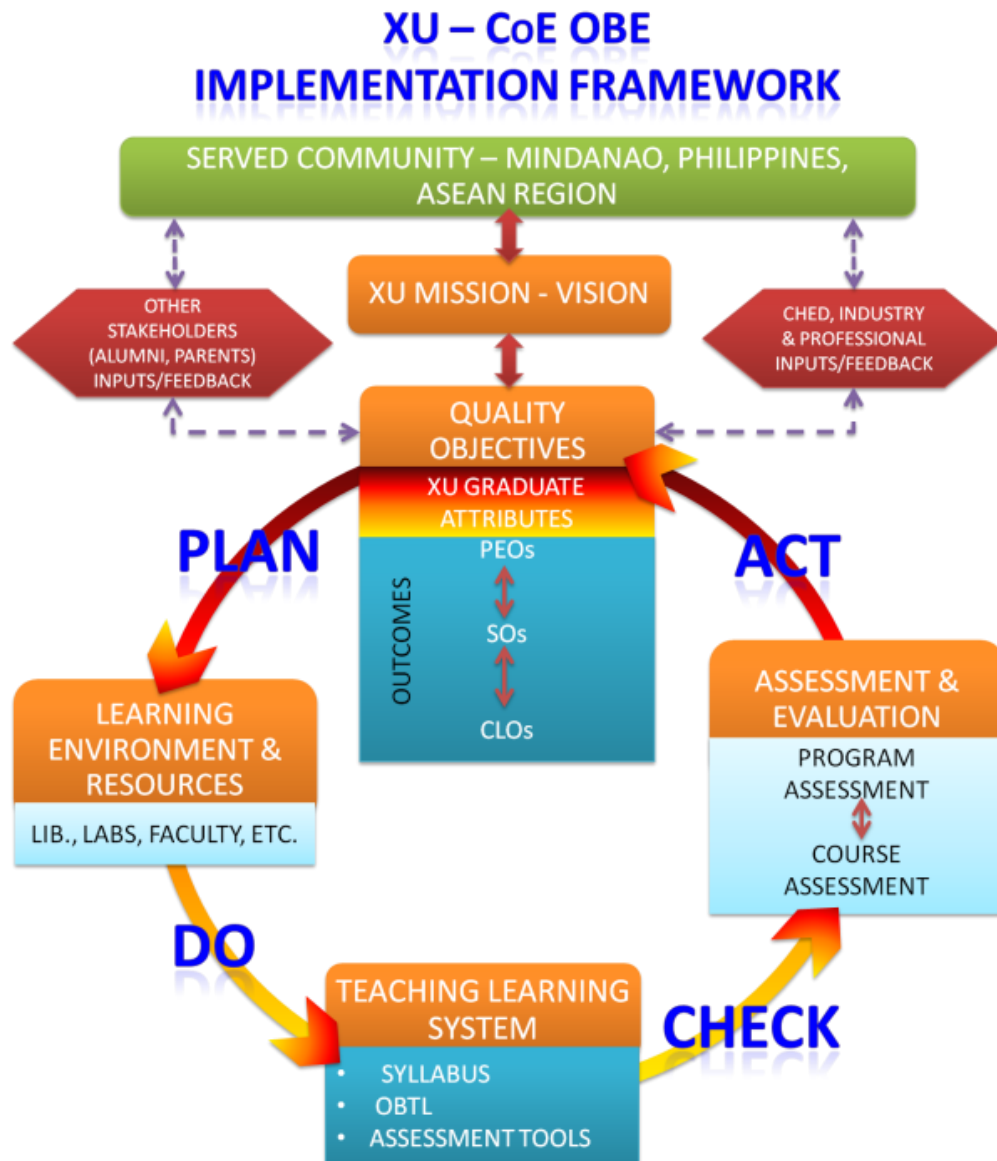 XU – CoE OBE
IMPLEMENTATION FRAMEWORK
SERVED COMMUNITY – MINDANAO, PHILIPPINES,
ASEAN REGION
XU MISSION - VISION
OTHER
STAKEHOLDERS
(ALUMNI, PARENTS)
INPUTS/FEEDBACK
CHED, INDUSTRY
& PROFESSIONAL
INPUTS/FEEDBACK
QUALITY
OBJECTIVES
XU GRADUATE
ATTRIBUTES
OUTCOMES
PEOs
SOs
CLOs
PLAN
ACT
LEARNING
ENVIRONMENT &
RESOURCES
LIB., LABS, FACULTY, ETC.
ASSESSMENT &
EVALUATION
PROGRAM
ASSESSMENT
COURSE
ASSESSMENT
DO
CHECK
TEACHING LEARNING
SYSTEM
• SYLLABUS
• OBTL
• ASSESSMENT TOOLS